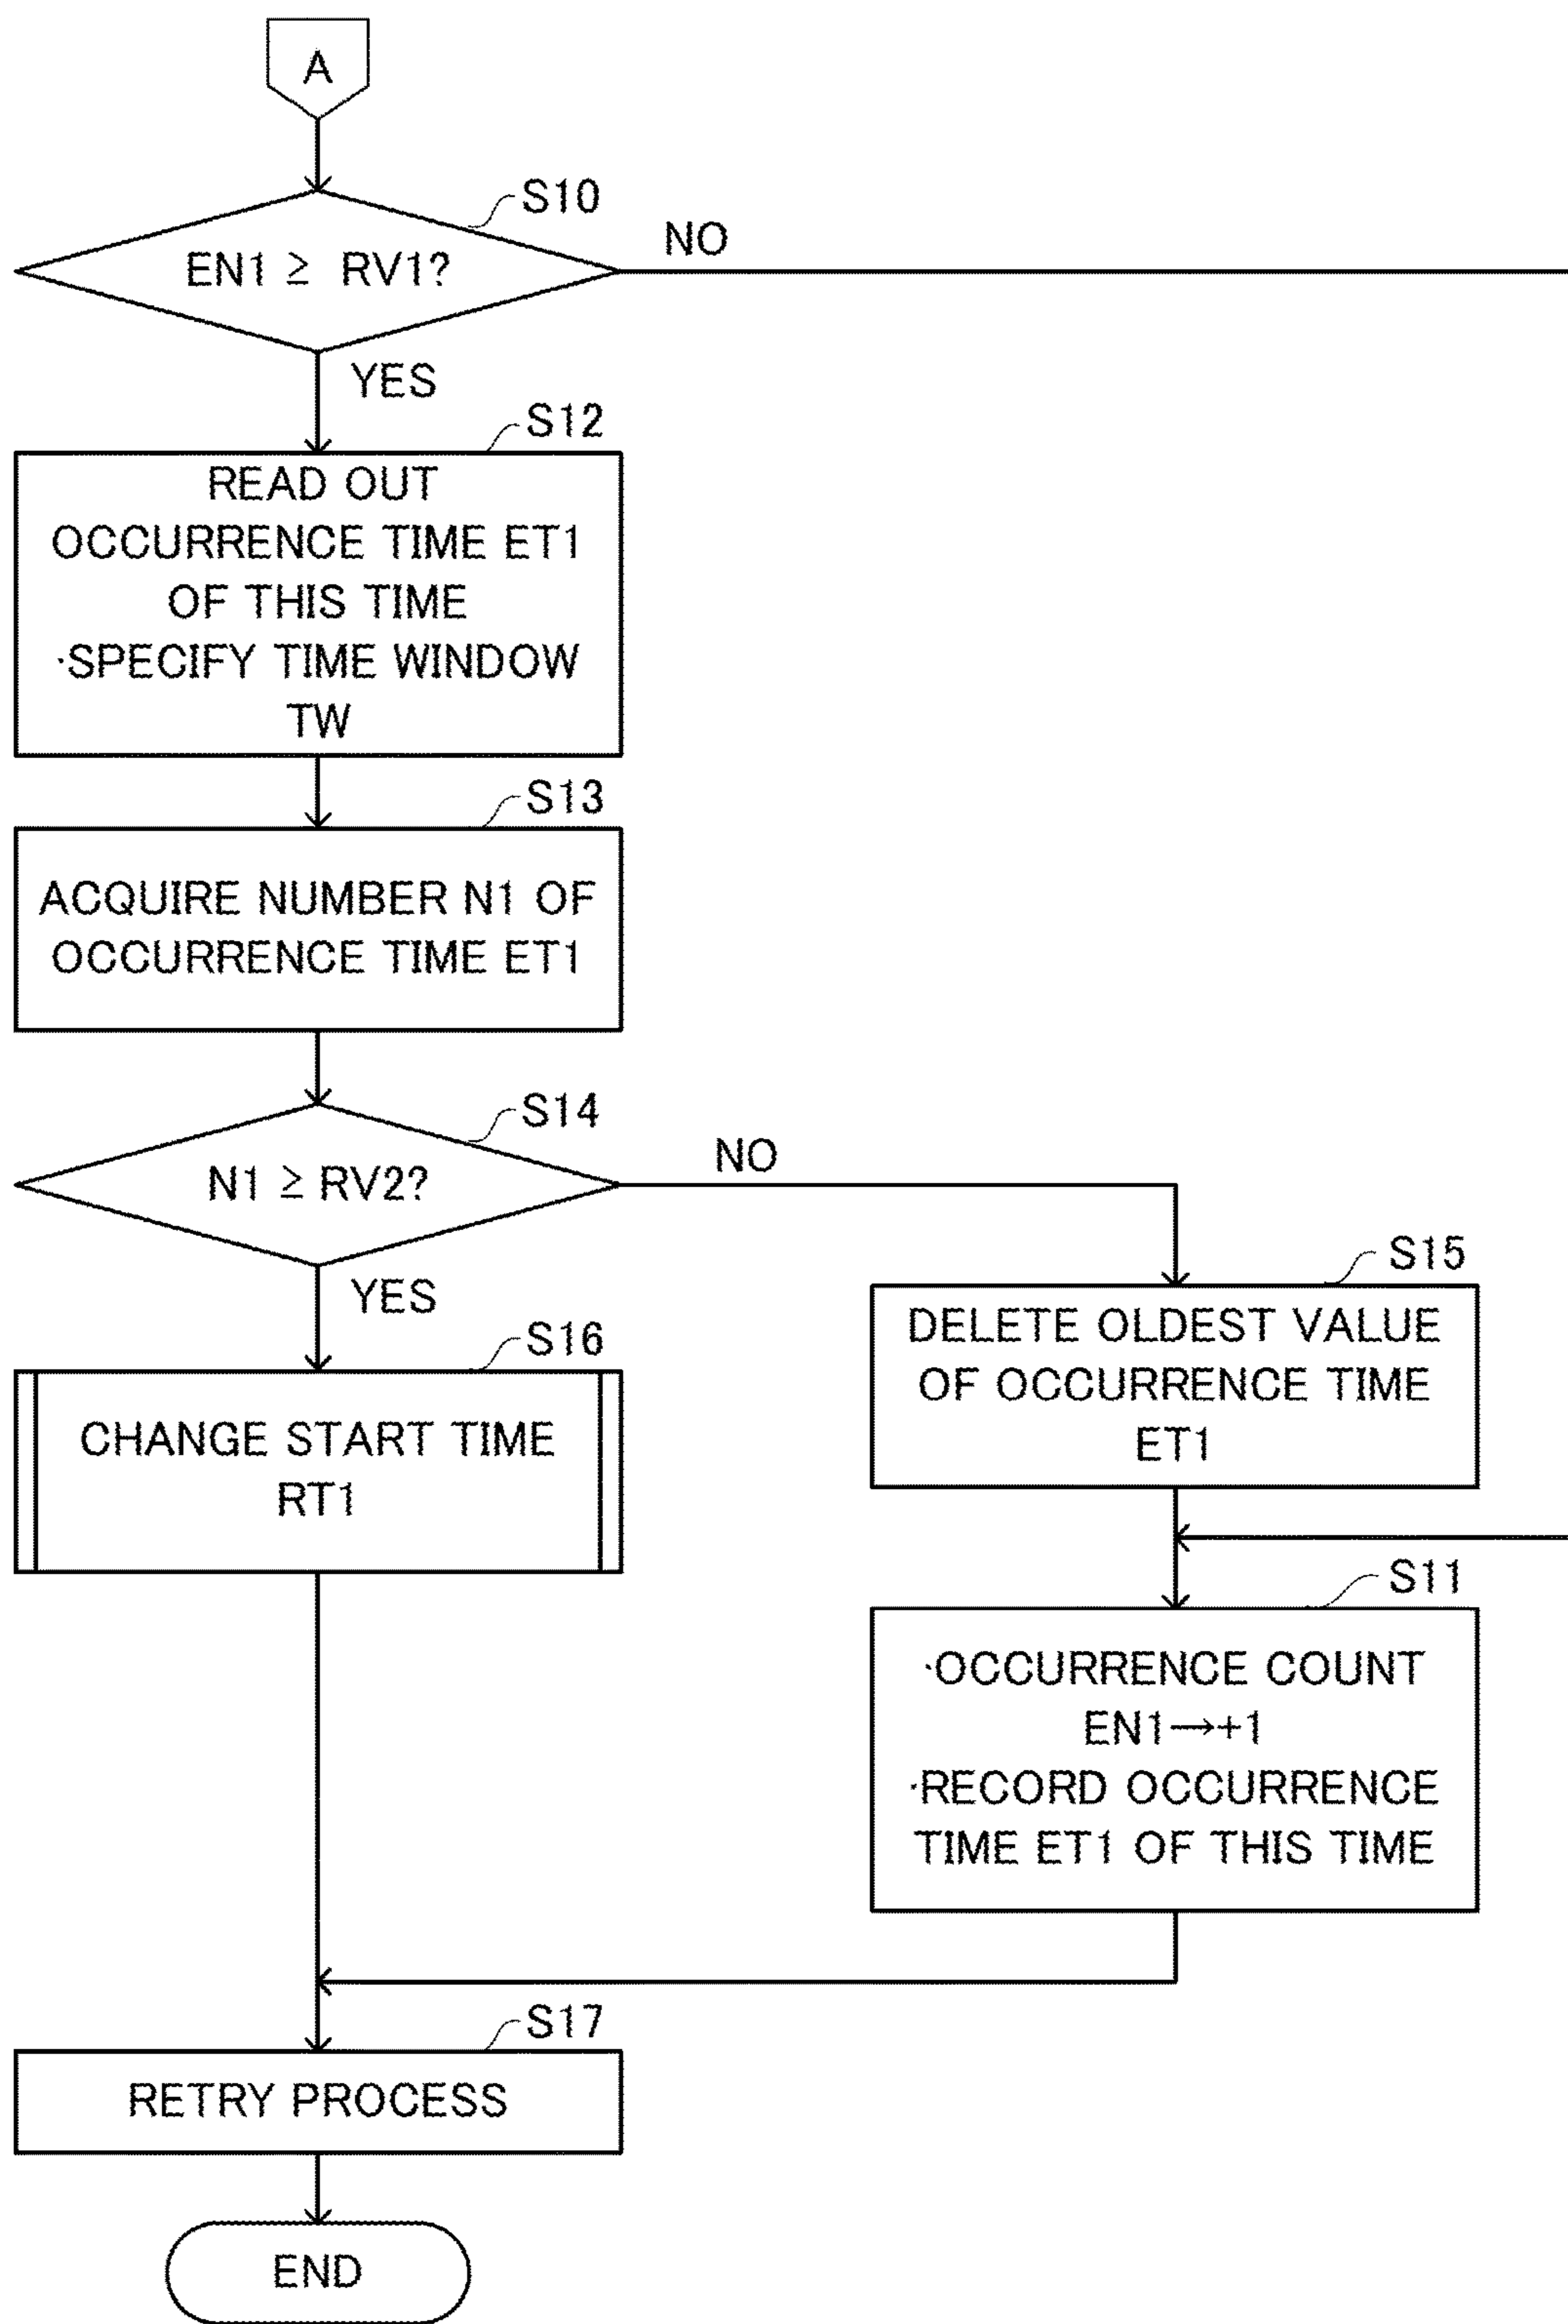 A
S10
EN1 ≧ RV1?
NO
YES
S12
READ OUT
OCCURRENCE TIME ET1
OF THIS TIME
·SPECIFY TIME WINDOW
TW
S13
ACQUIRE NUMBER N1 OF
OCCURRENCE TIME ET1
S14
N1 ≧ RV2?
NO
YES
S15
DELETE OLDEST VALUE
OF OCCURRENCE TIME
ET1
S16
CHANGE START TIME
RT1
S11
·OCCURRENCE COUNT
EN1→+1
·RECORD OCCURRENCE
TIME ET1 OF THIS TIME
S17
RETRY PROCESS
END